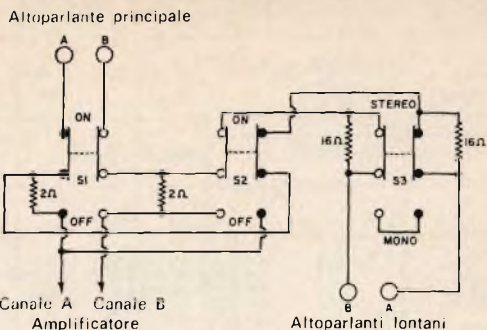 Altoparlante principale
A B
ON ON STEREO
16Ω 16Ω
S1 S2 S3
2Ω 2Ω
OFF OFF
MONO
Canale A Canale B B A
Amplificatore Altoparlanti lontani